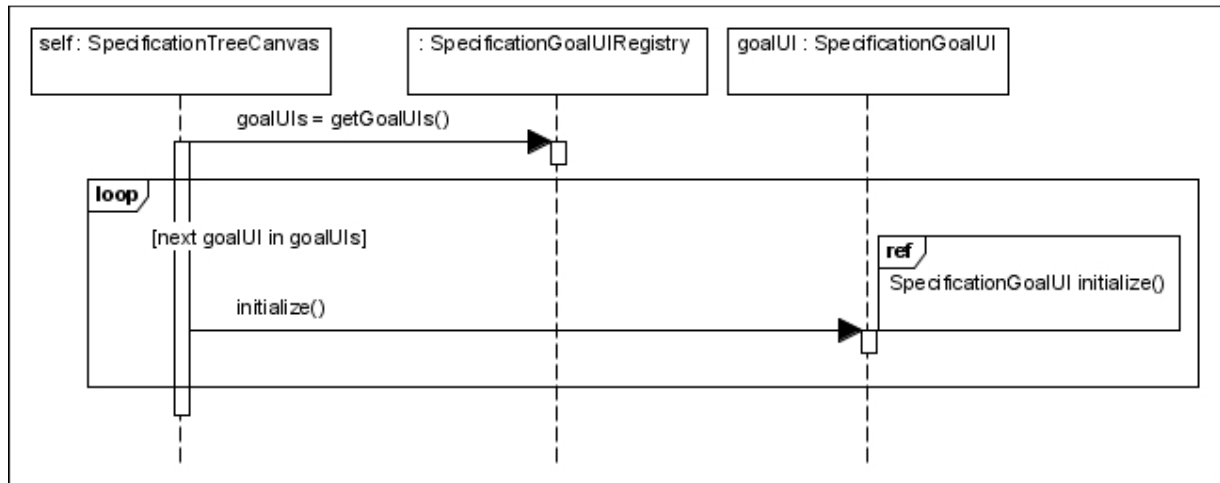 self : SpecificationTreeCanvas
: SpecificationGoalUIRegistry
goalUI : SpecificationGoalUI
goalUIs = getGoalUIs()
loop
[next goalUI in goalUIs]
ref
SpecificationGoalUI initialize()
initialize()